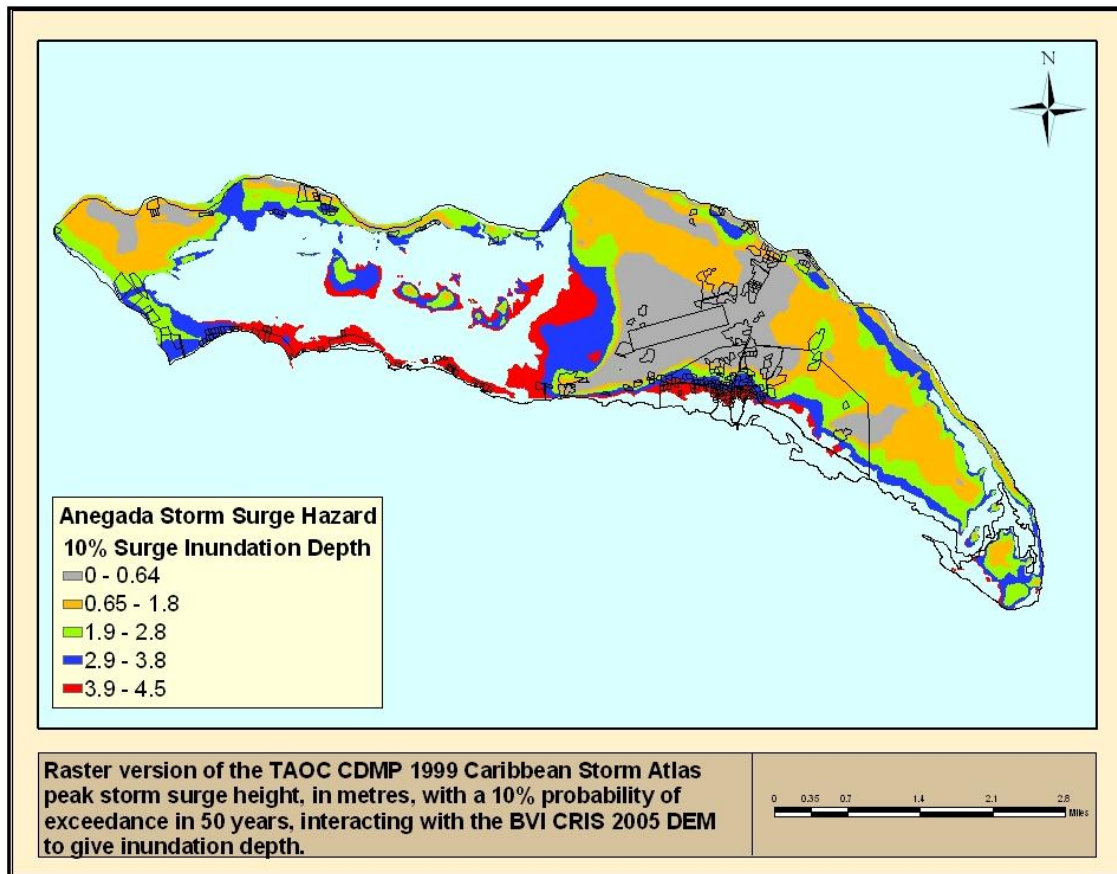 N
Anegada Storm Surge Hazard
10% Surge Inundation Depth
0 - 0.64
0.65 - 1.8
1.9 - 2.8
2.9 - 3.8
3.9 - 4.5
Raster version of the TAOC CDMP 1999 Caribbean Storm Atlas
peak storm surge height, in metres, with a 10% probability of
exceedance in 50 years, interacting with the BVI CRIS 2005 DEM
to give inundation depth.
0 0.35 0.7 1.4 2.1 2.8
Miles